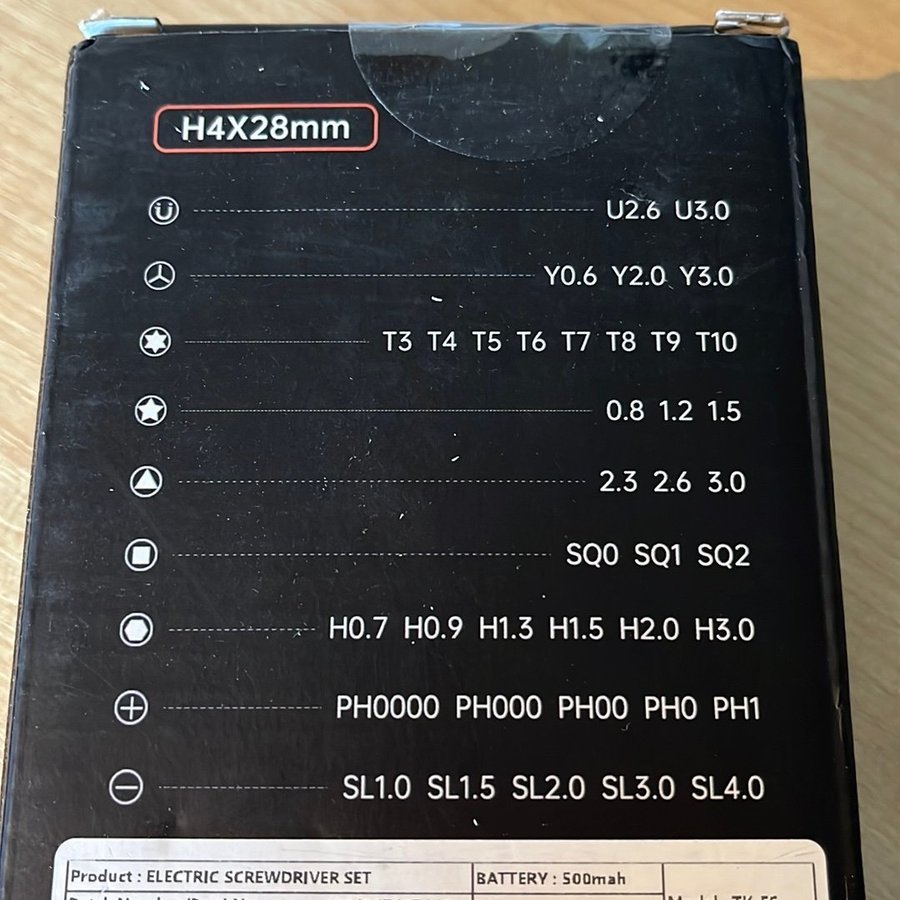 H4X28mm
U2.6 U3.0
Y0.6 Y2.0 Y3.0
T3 T4 T5 T6 T7 T8 T9 T10
0.8 1.2 1.5
2.3 2.6 3.0
SQ0 SQ1 SQ2
H0.7 H0.9 H1.3 H1.5 H2.0 H3.0
PH0000 PH000 PH00 PH0 PH1
SL1.0 SL1.5 SL2.0 SL3.0 SL4.0
Product : ELECTRIC SCREWDRIVER SET BATTERY : 500mah